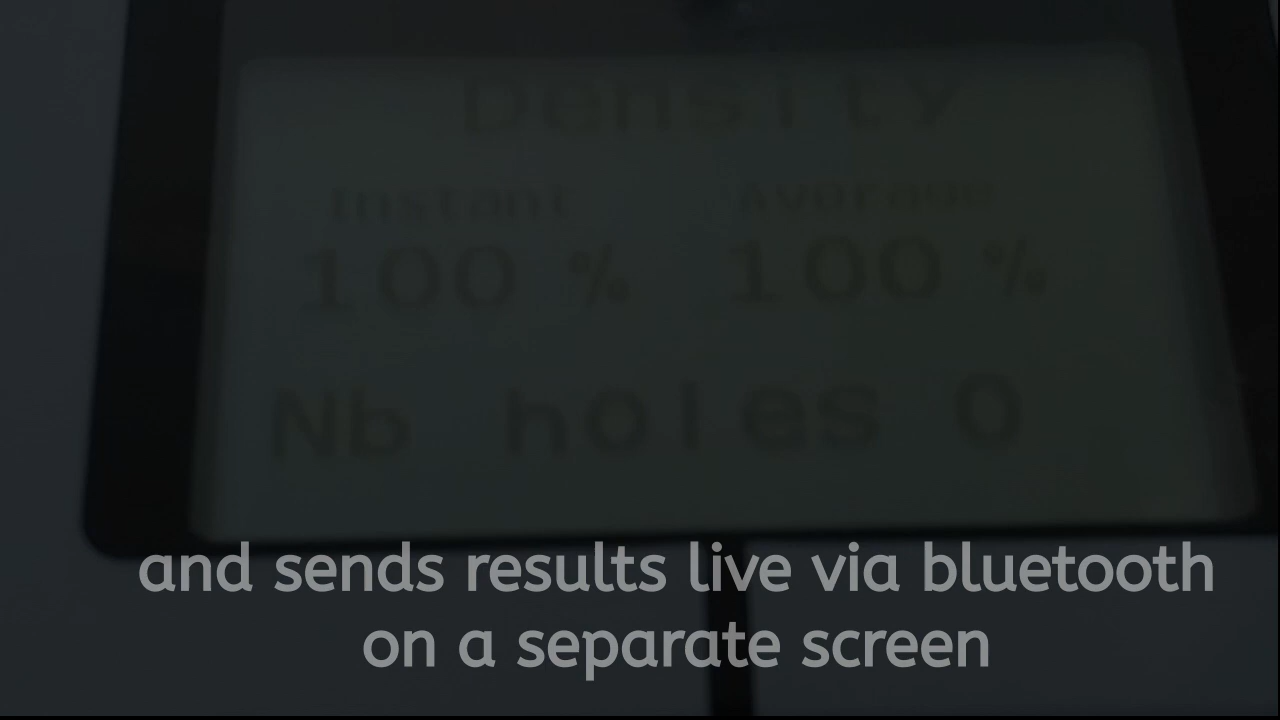 Density
Instant Average
100 % 100 %
Nb holes 0
and sends results live via bluetooth
on a separate screen